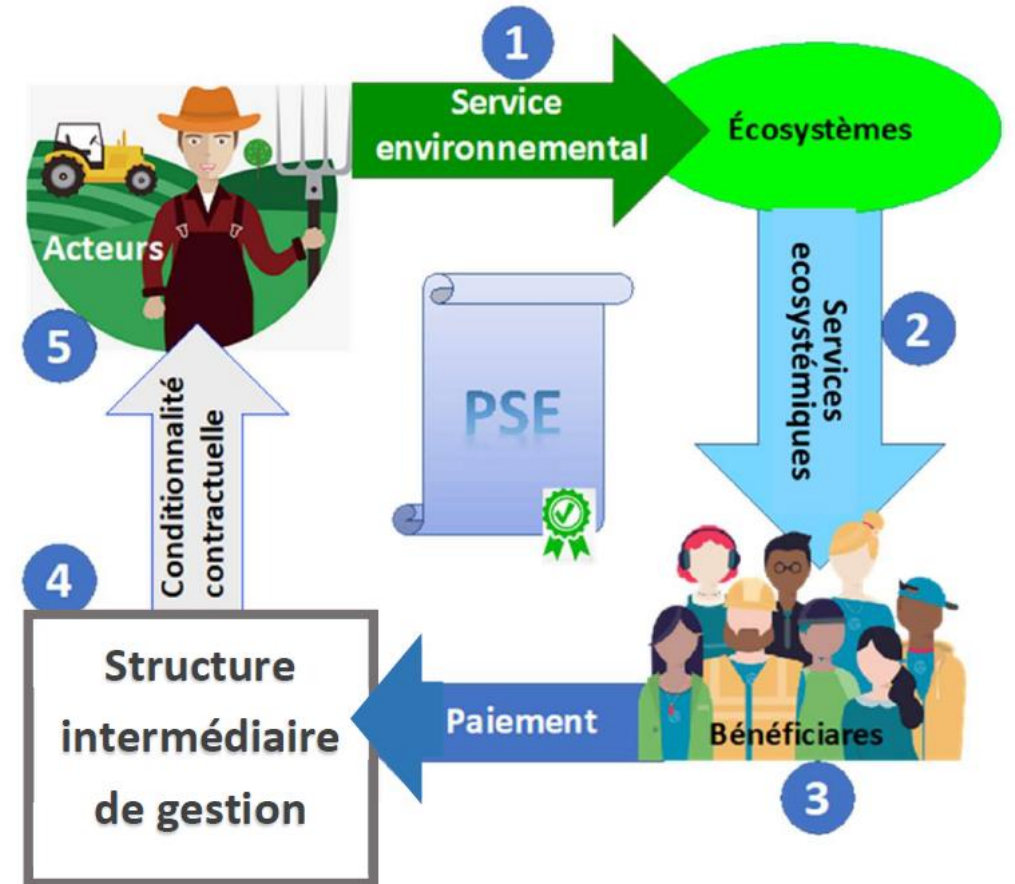 1
Service
environnemental
Écosystèmes
Acteurs
5
PSE
Services
ecosystémiques
2
Conditionnalité
contractuelle
4
Structure
intermédiaire
de gestion
Paiement
Bénéficiares
3